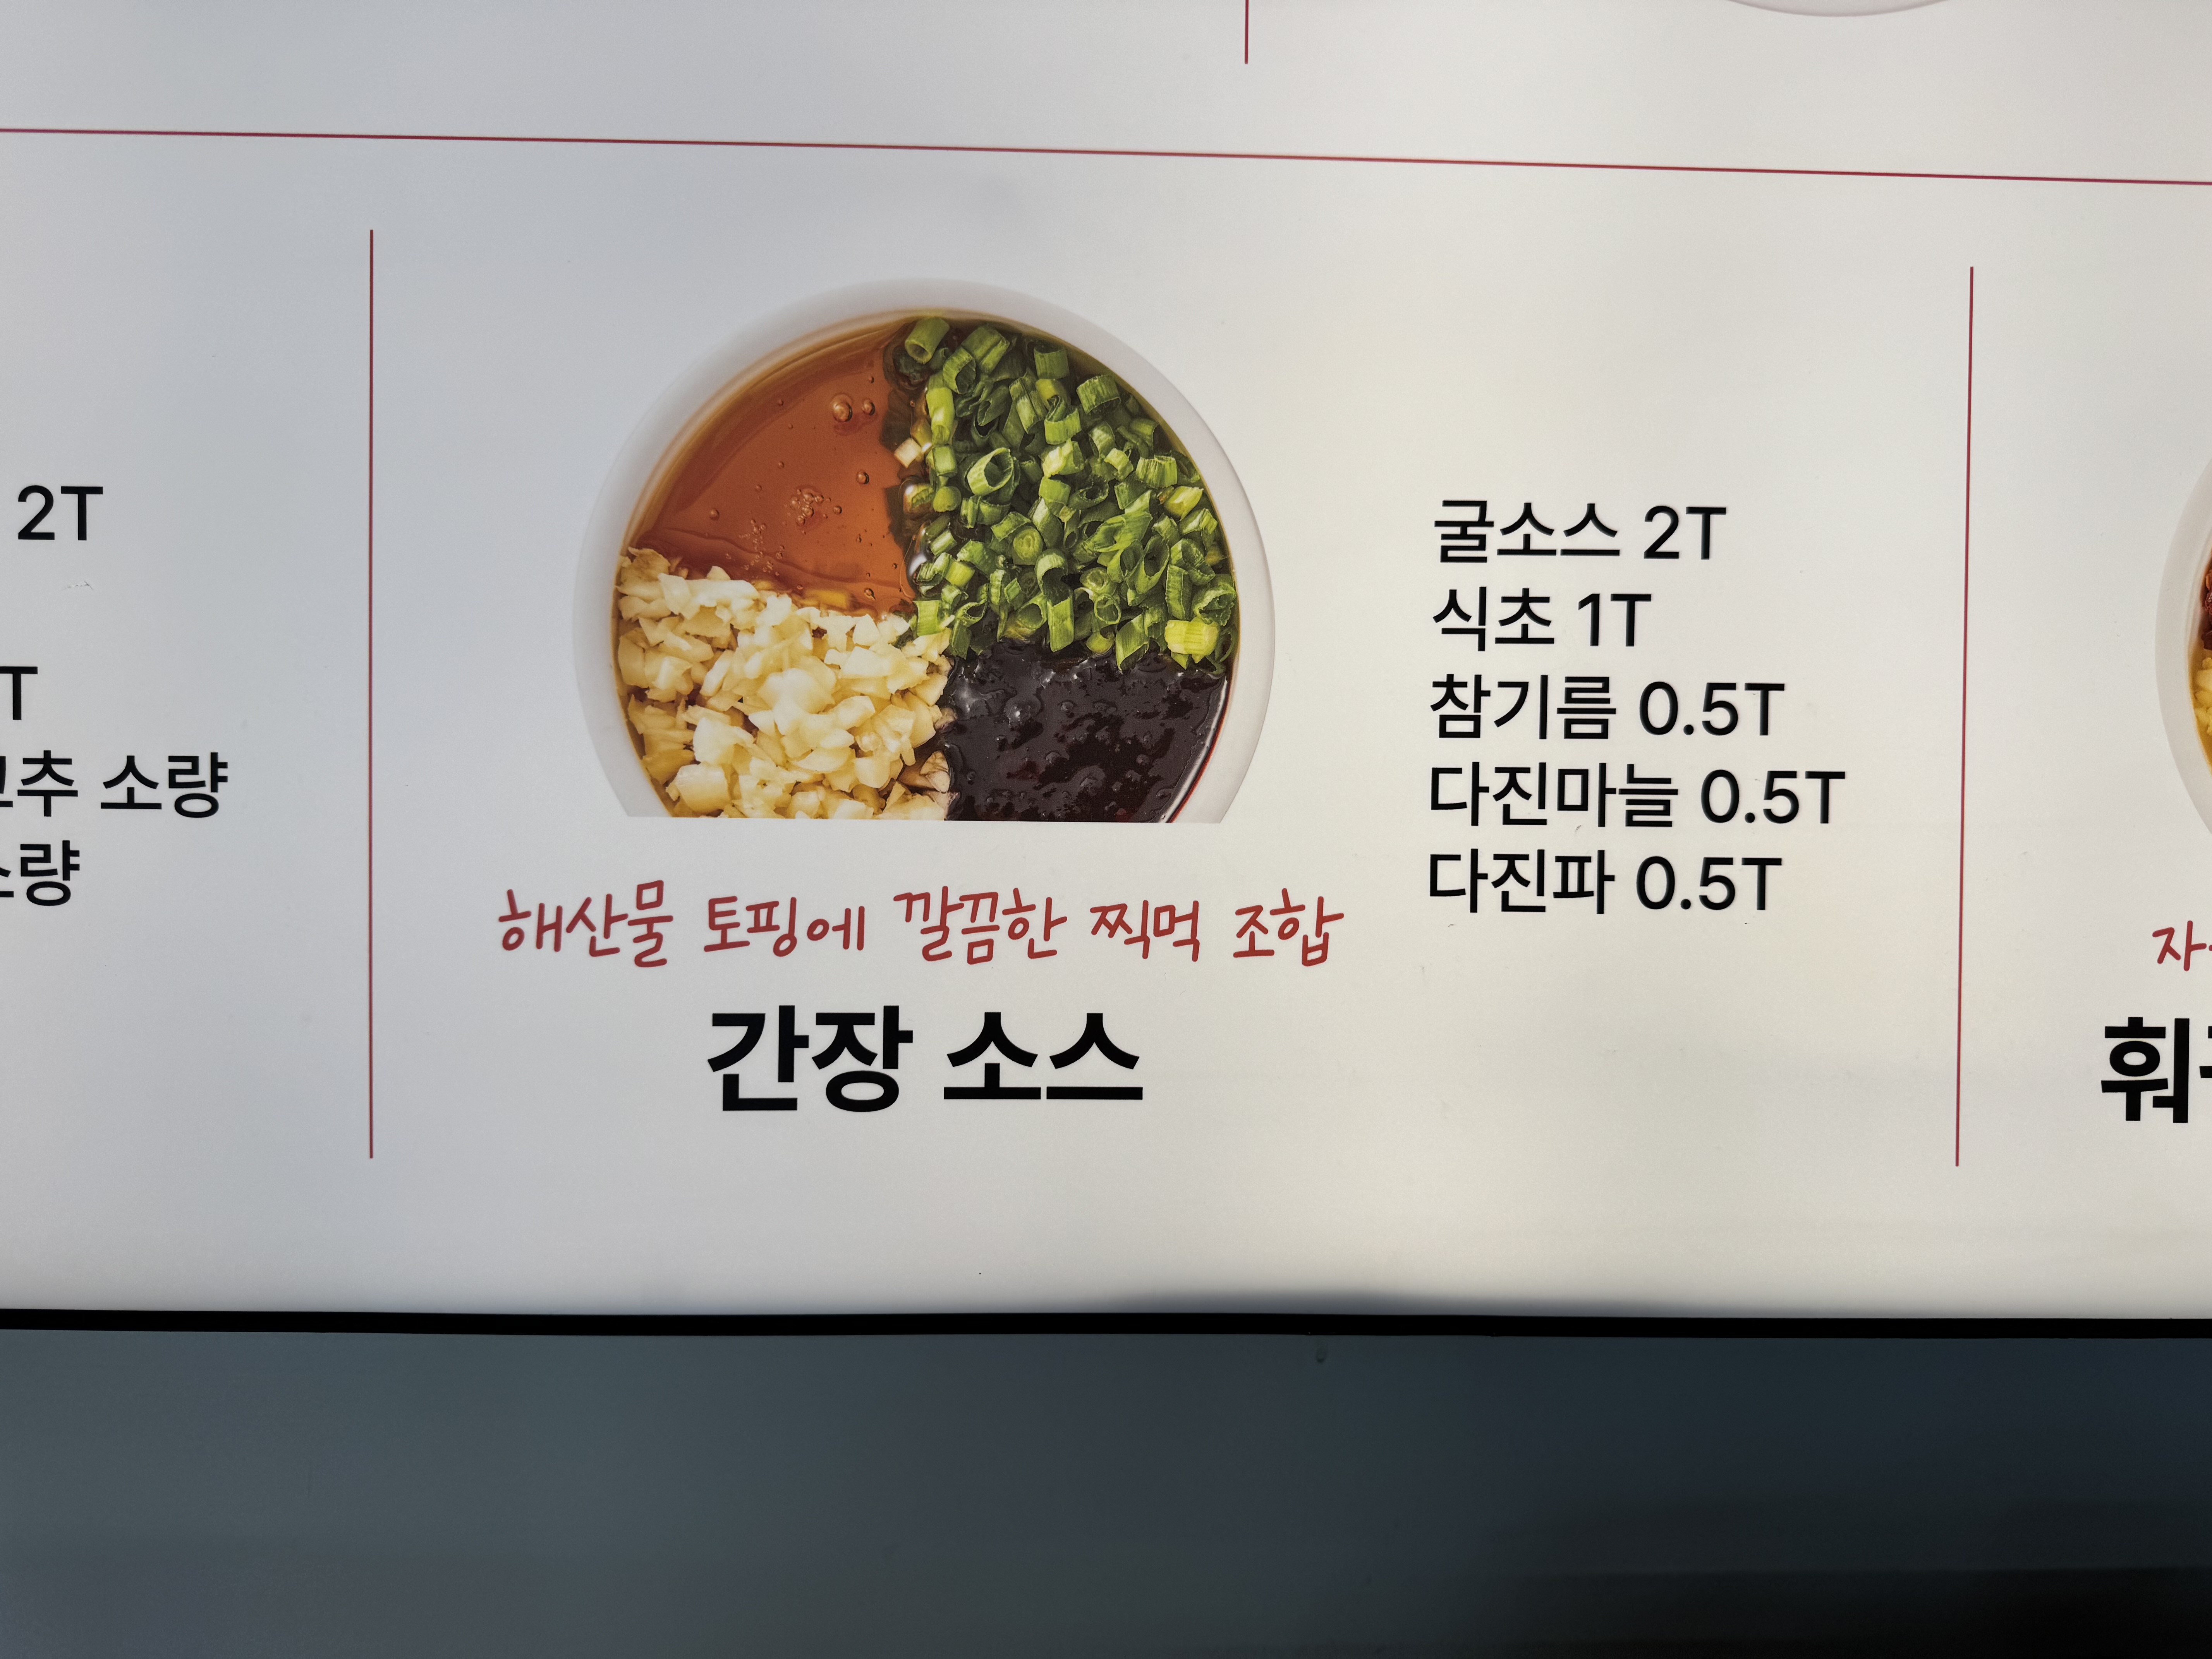 2T
T
추 소량
량
굴소스 2T
식초 1T
참기름 0.5T
다진마늘 0.5T
다진파 0.5T
해산물 토핑에 깔끔한 찍먹 조합
간장 소스
자
훠